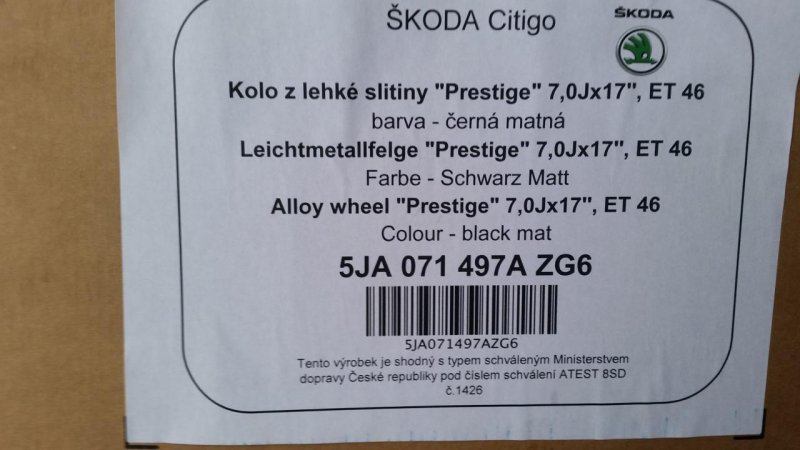 ŠKODA Citigo
ŠKODA
Kolo z lehké slitiny "Prestige" 7,0Jx17", ET 46
barva - černá matná
Leichtmetallfelge "Prestige" 7,0Jx17", ET 46
Farbe - Schwarz Matt
Alloy wheel "Prestige" 7,0Jx17", ET 46
Colour - black mat
5JA 071 497A ZG6
5JA071497AZG6
Tento výrobek je shodný s typem schváleným Ministerstvem
dopravy České republiky pod číslem schválení ATEST 8SD
č.1426